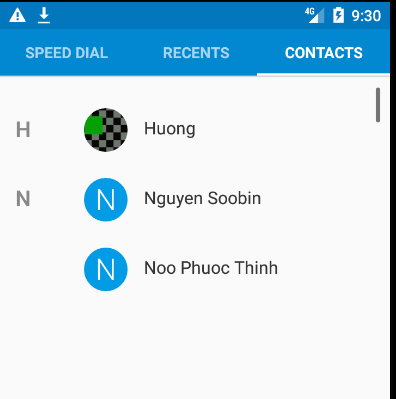 4G 9:30
SPEED DIAL RECENTS CONTACTS
H Huong
N N Nguyen Soobin
N Noo Phuoc Thinh